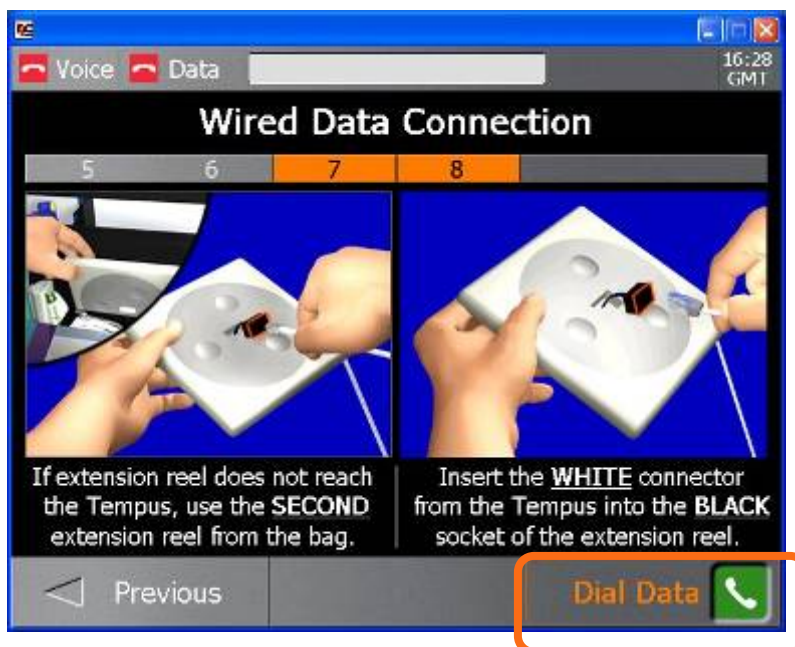 Voice Data
16:28
GMT
Wired Data Connection
5 6 7 8
If extension reel does not reach
the Tempus, use the SECOND
extension reel from the bag.
Insert the WHITE connector
from the Tempus into the BLACK
socket of the extension reel.
Previous
Dial Data